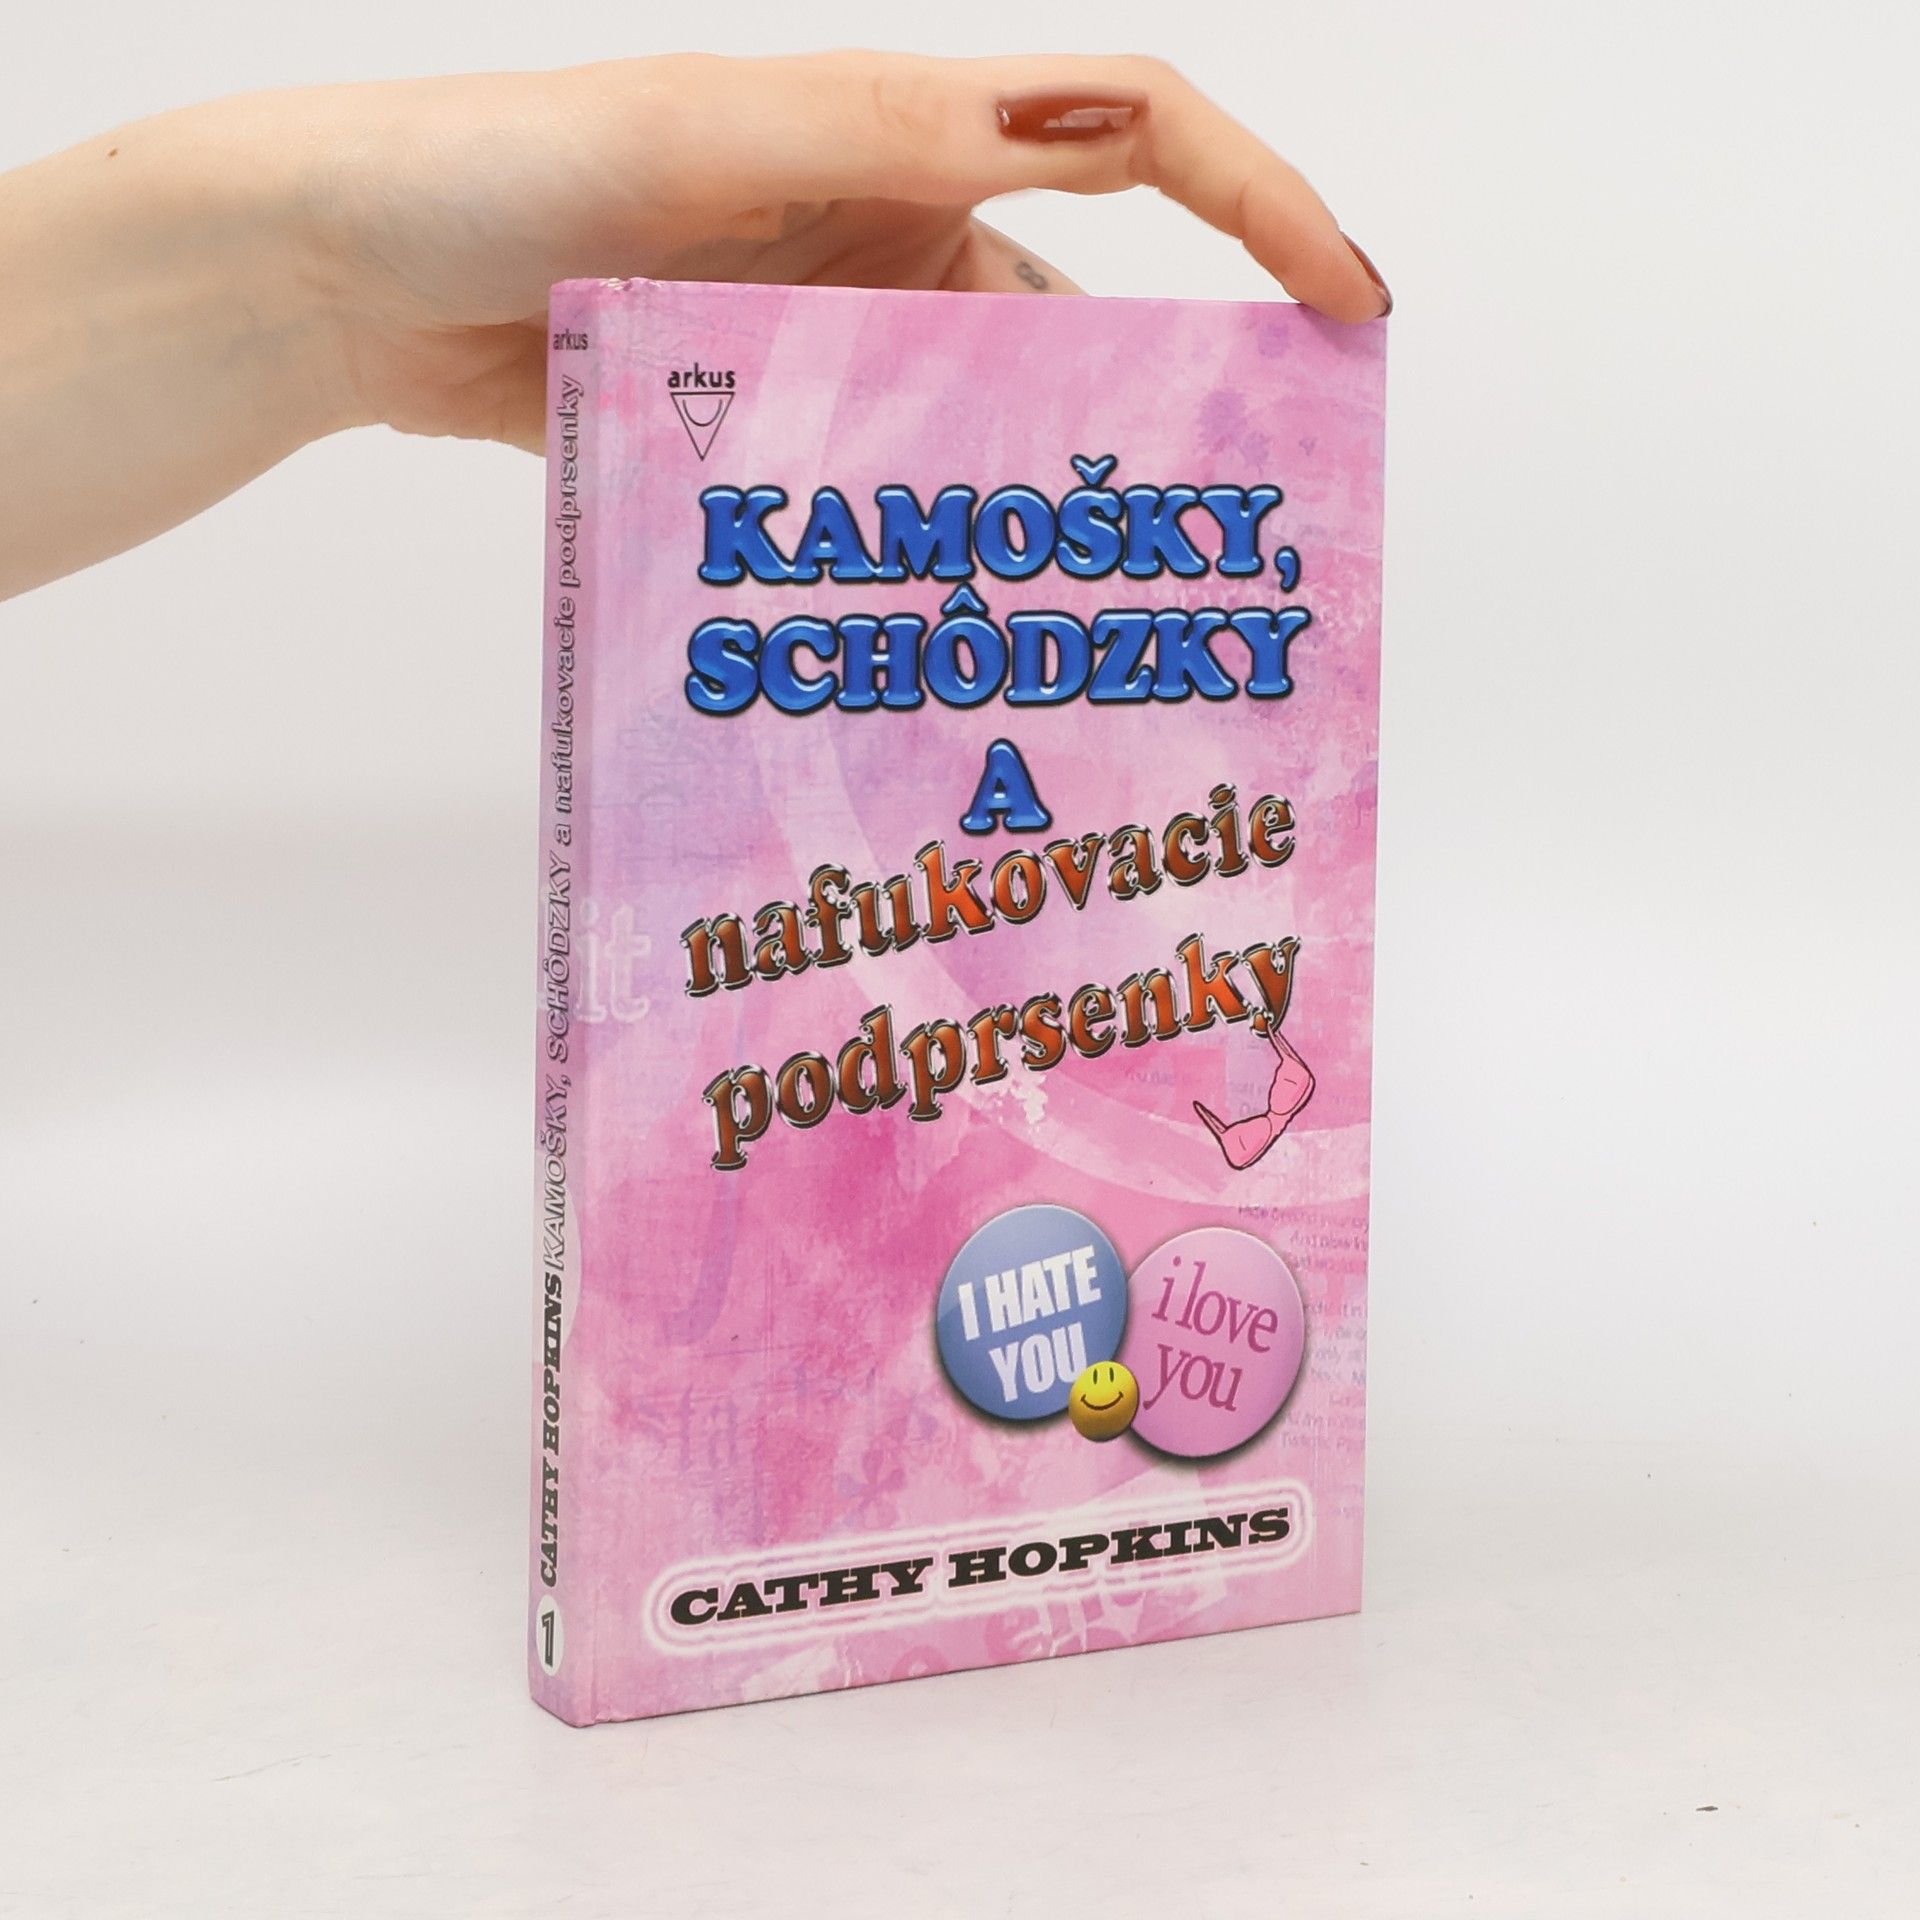 arkus
KAMOŠKY,
SCHÔDZKY
A
nafukovacie
podprsenky
I HATE
YOU
i love
you
CATHY HOPKINS
1 CATHY HOPKINS KAMOŠKY, SCHÔDZKY a nafukovacie podprsenky arkus
it